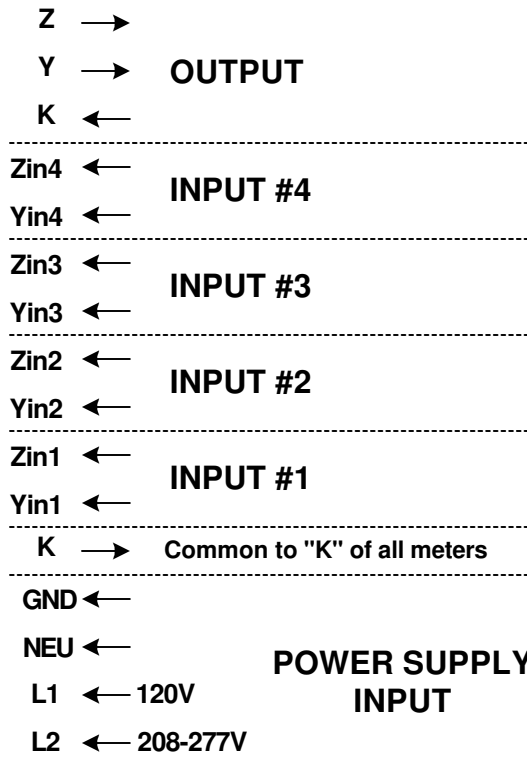 Z
Y
OUTPUT
K
Zin4
INPUT #4
Yin4
Zin3
INPUT #3
Yin3
Zin2
INPUT #2
Yin2
Zin1
INPUT #1
Yin1
K Common to "K" of all meters
GND
NEU
POWER SUPPLY
INPUT
L1 120V
L2 208-277V